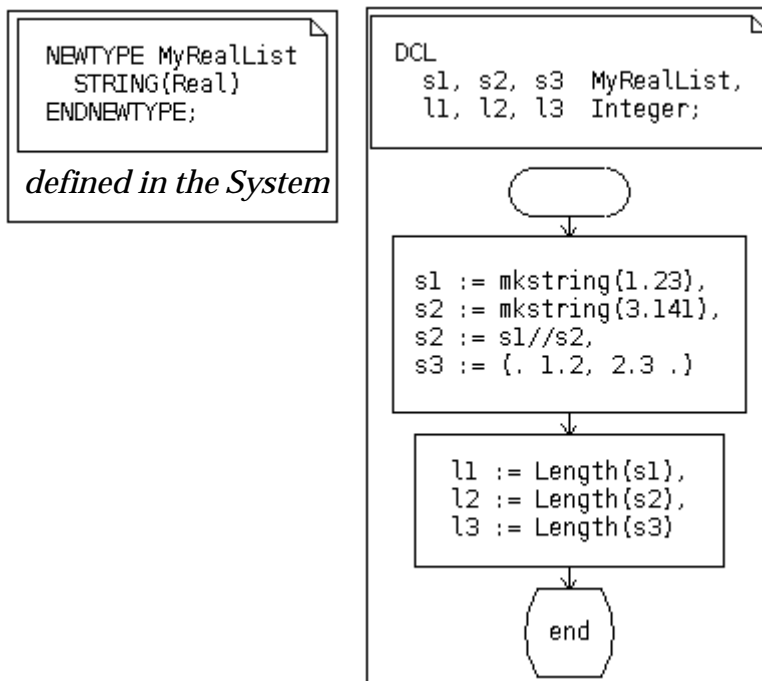 NEWTYPE MyRealList
STRING(Real)
ENDNEWTYPE;
defined in the System
DCL
s1, s2, s3 MyRealList,
l1, l2, l3 Integer;
s1 := mkstring(1.23),
s2 := mkstring(3.141),
s2 := s1//s2,
s3 := (. 1.2, 2.3 .)
l1 := Length(s1),
l2 := Length(s2),
l3 := Length(s3)
end